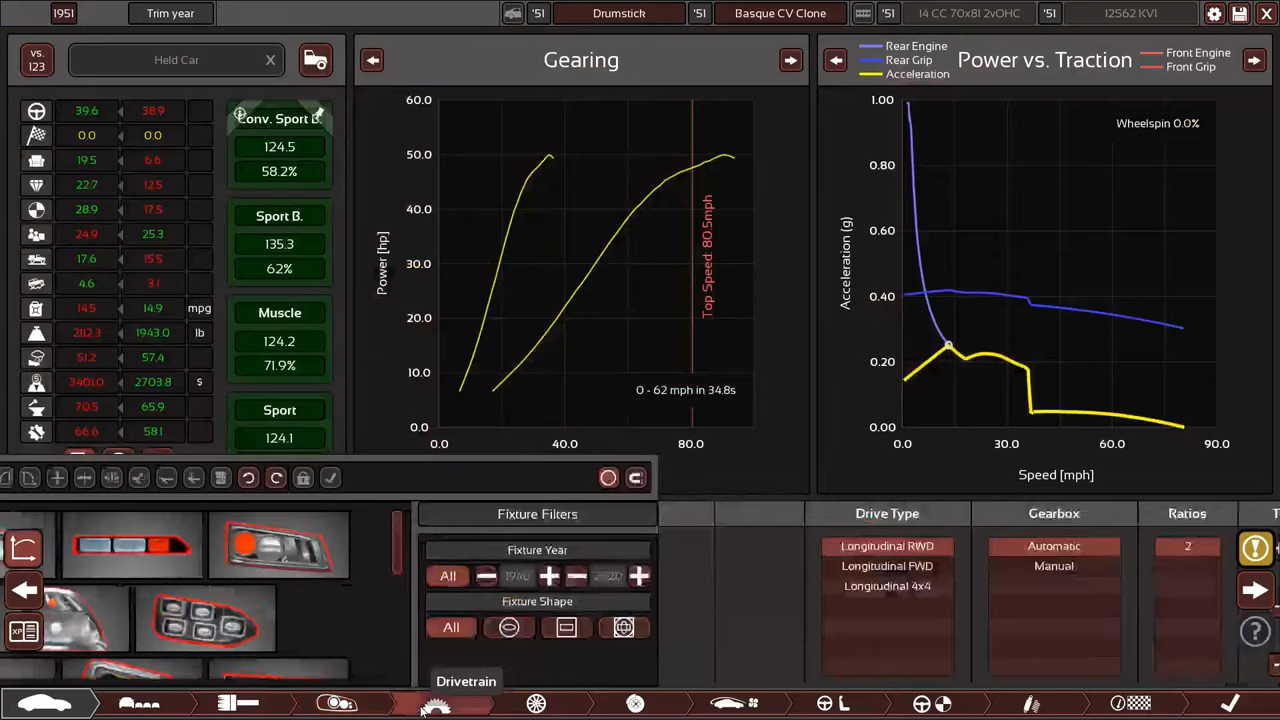 1951 Trim year '51 Drumstick '51 Basque CV Clone '51 I4 CC 70x81 2vOHC '51 12562 KVI
vs.
123
Held Car X
Gearing
Rear Engine
Rear Grip
Acceleration
Power vs. Traction
Front Engine
Front Grip
39.6 38.9
0.0 0.0
19.5 6.6
22.7 12.5
28.9 17.5
24.9 25.3
17.6 15.5
4.6 3.1
14.5 14.9 mpg
2112.3 1943.0 lb
51.2 57.4
3401.0 2703.8 $
70.5 65.9
66.6 58.1
Conv. Sport B.
124.5
58.2%
Sport B.
135.3
62%
Muscle
124.2
71.9%
Sport
124.1
60.0
50.0
40.0
30.0
20.0
10.0
0.0
Power [hp]
0.0 40.0 80.0
Top Speed: 80.5mph
0 - 62 mph in 34.8s
1.00
0.80
0.60
0.40
0.20
0.00
Acceleration (g)
0.0 30.0 60.0 90.0
Speed [mph]
Wheelspin 0.0%
Fixture Filters
Fixture Year
All 1940
Fixture Shape
All
Drive Type Gearbox Ratios
Longitudinal RWD Automatic 2
Longitudinal FWD Manual
Longitudinal 4x4
XP
Drivetrain